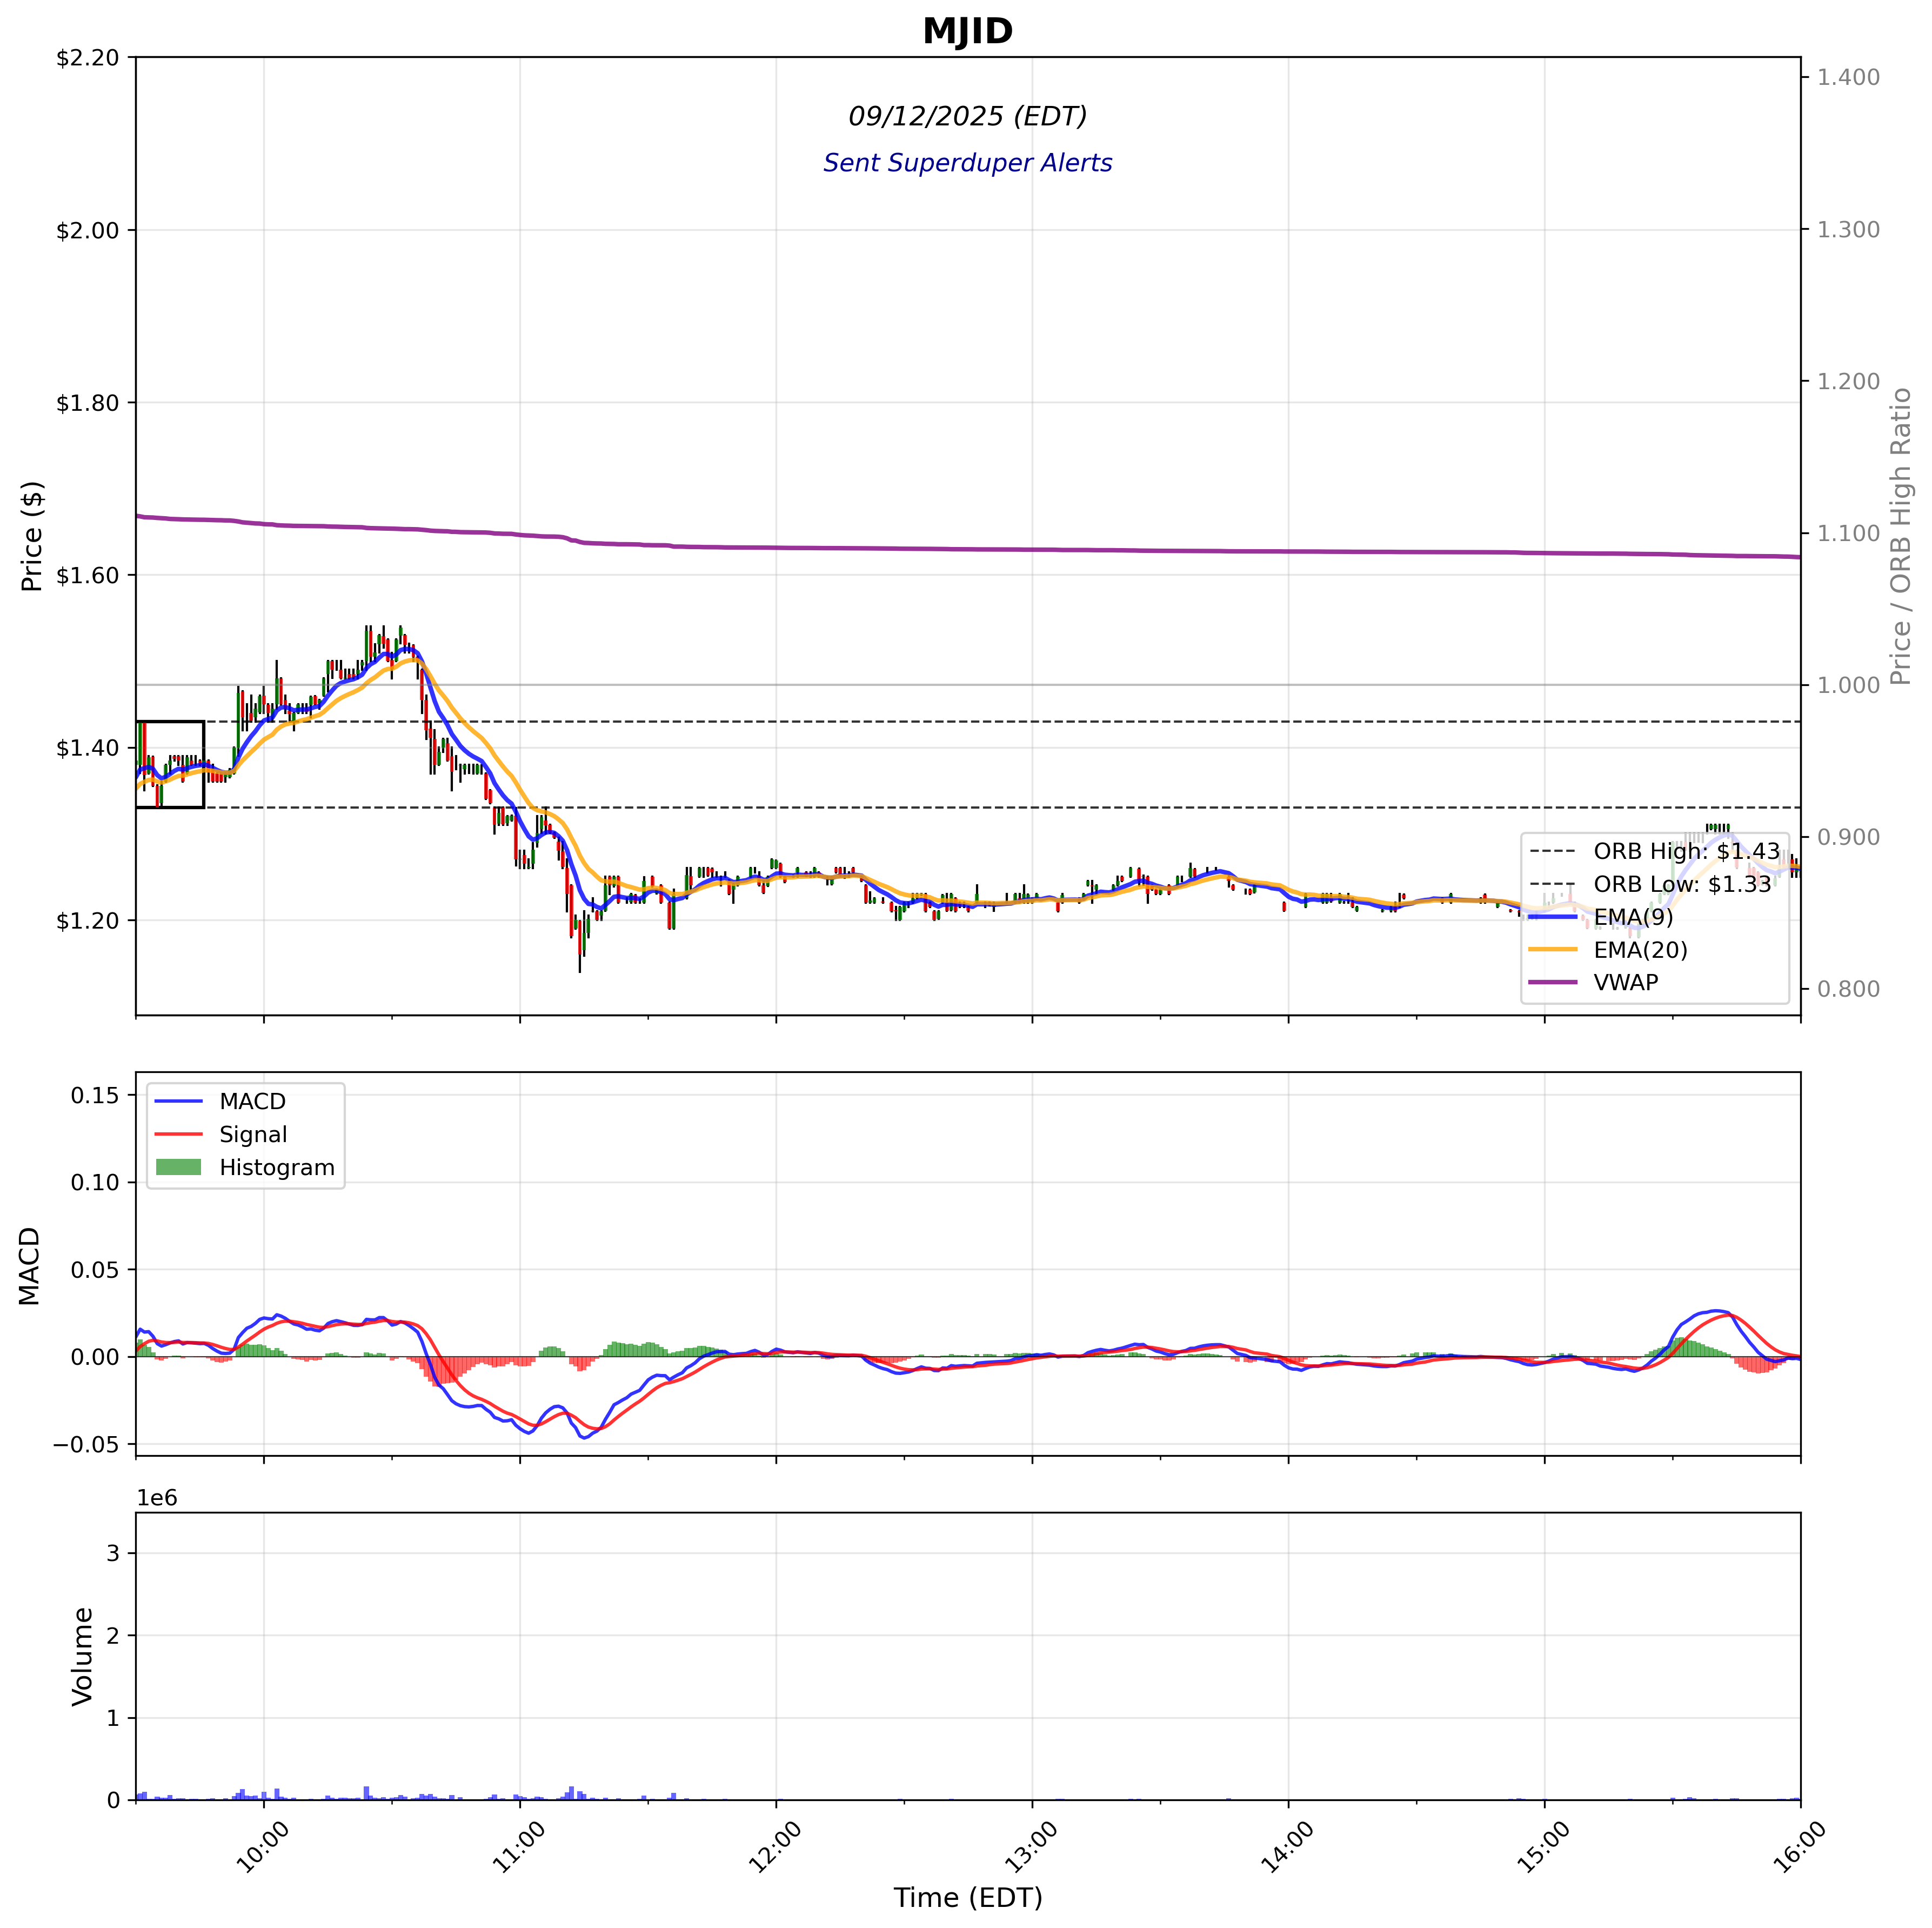 MJID
09/12/2025 (EDT)
Sent Superduper Alerts
Price ($)
$2.20
$2.00
$1.80
$1.60
$1.40
$1.20
1.400
1.300
1.200
1.100
1.000
0.900
0.800
Price / ORB High Ratio
ORB High: $1.43
ORB Low: $1.33
EMA(9)
EMA(20)
VWAP
MACD
0.15
0.10
0.05
0.00
−0.05
MACD
Signal
Histogram
1e6
Volume
3
2
1
0
10:00
11:00
12:00
13:00
14:00
15:00
16:00
Time (EDT)